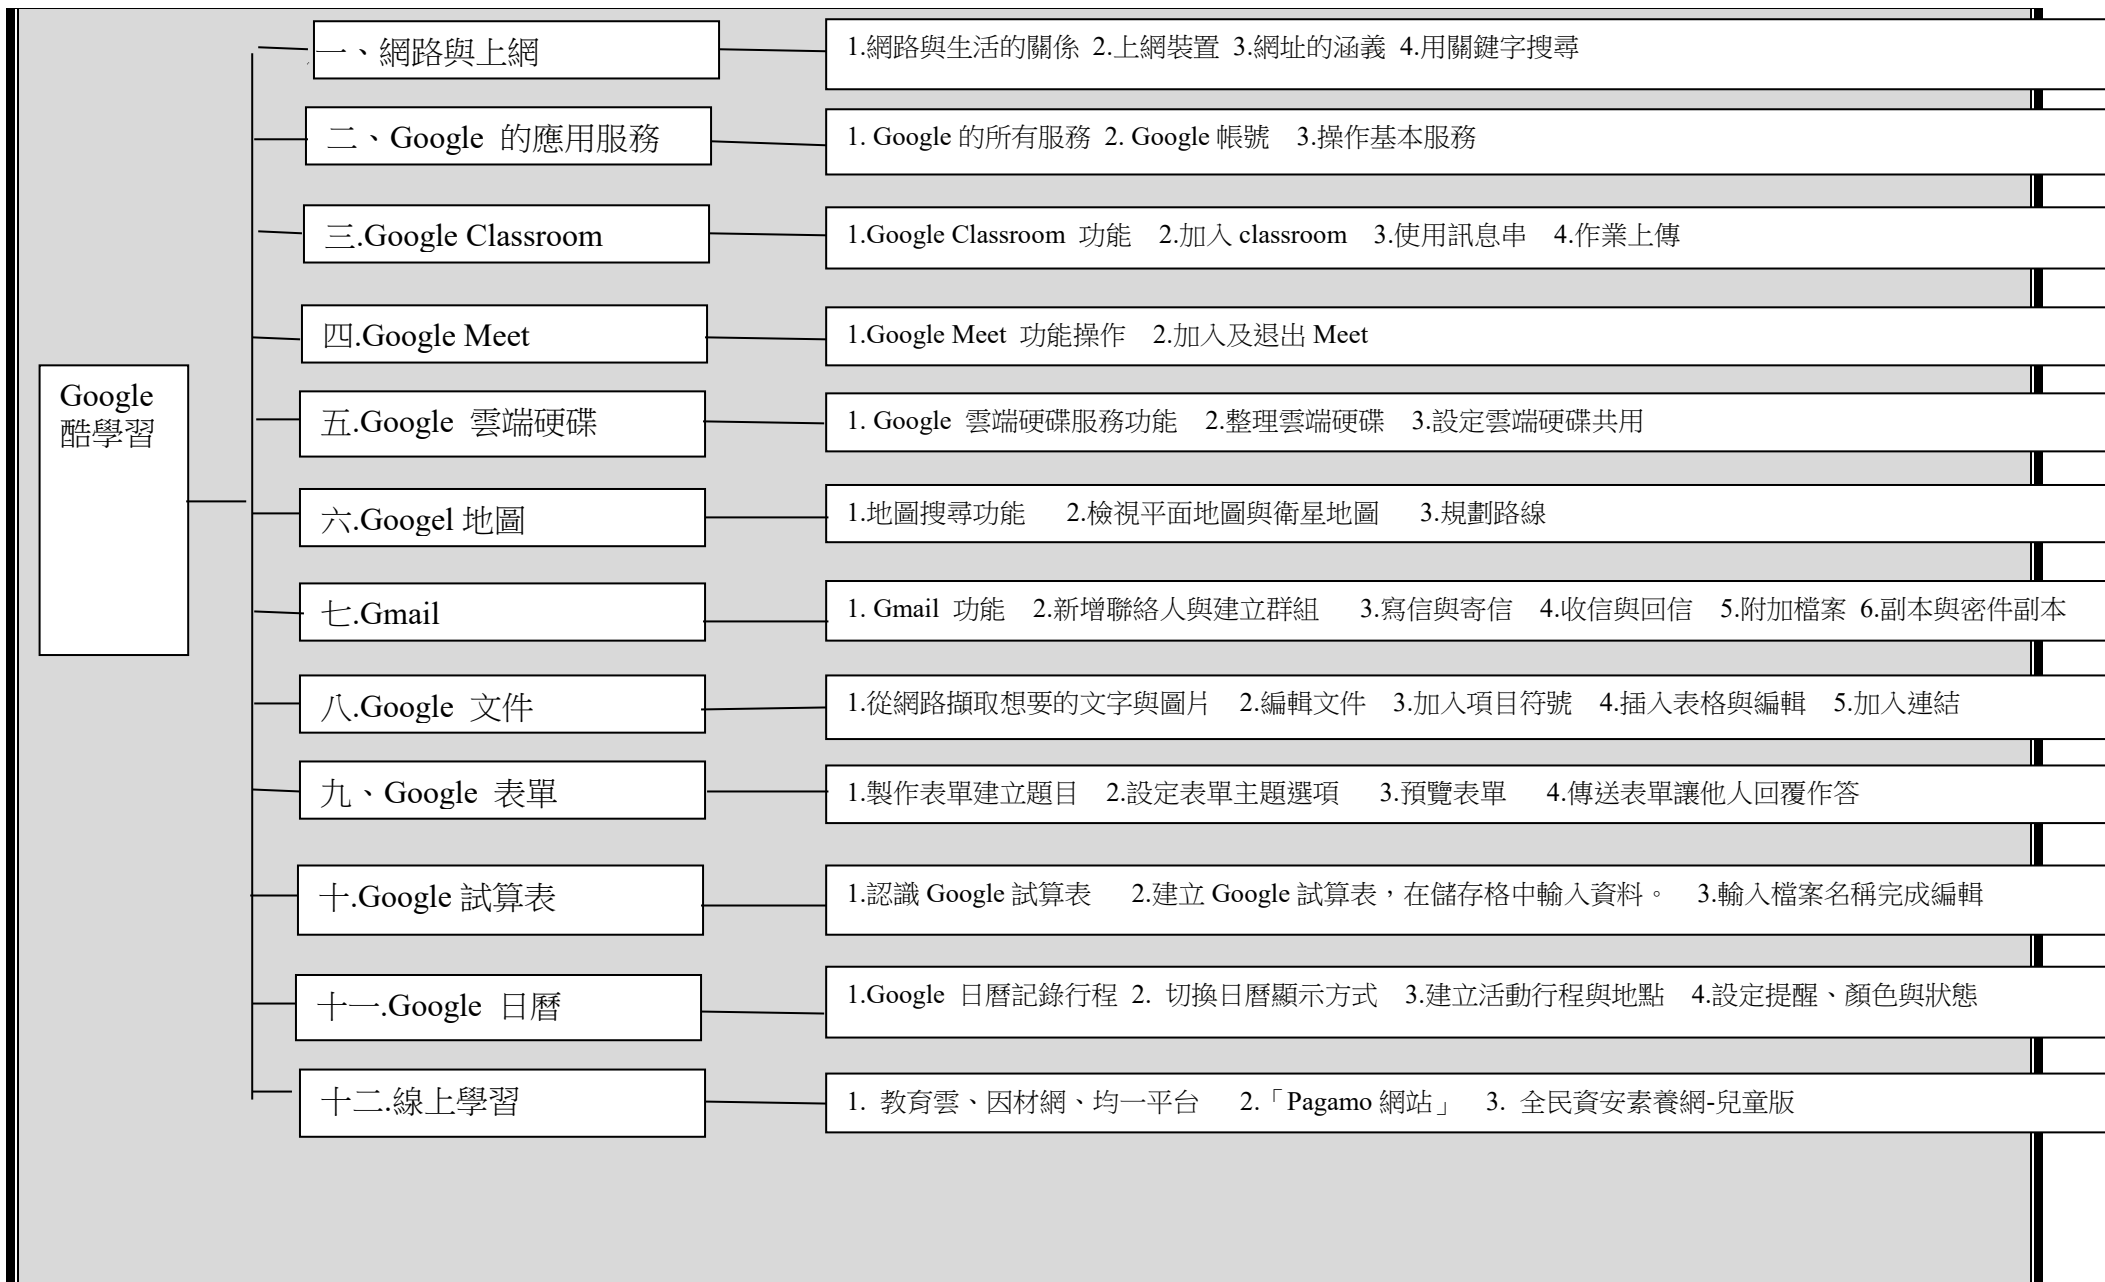 一、網路與上網
1.網路與生活的關係 2.上網裝置 3.網址的涵義 4.用關鍵字搜尋
二、Google 的應用服務
1. Google 的所有服務 2. Google 帳號 3.操作基本服務
三.Google Classroom
1.Google Classroom 功能 2.加入 classroom 3.使用訊息串 4.作業上傳
四.Google Meet
1.Google Meet 功能操作 2.加入及退出 Meet
Google
酷學習
五.Google 雲端硬碟
1. Google 雲端硬碟服務功能 2.整理雲端硬碟 3.設定雲端硬碟共用
六.Googel 地圖
1.地圖搜尋功能 2.檢視平面地圖與衛星地圖 3.規劃路線
七.Gmail
1. Gmail 功能 2.新增聯絡人與建立群組 3.寫信與寄信 4.收信與回信 5.附加檔案 6.副本與密件副本
八.Google 文件
1.從網路擷取想要的文字與圖片 2.編輯文件 3.加入項目符號 4.插入表格與編輯 5.加入連結
九、Google 表單
1.製作表單建立題目 2.設定表單主題選項 3.預覽表單 4.傳送表單讓他人回覆作答
十.Google 試算表
1.認識 Google 試算表 2.建立 Google 試算表，在儲存格中輸入資料。 3.輸入檔案名稱完成編輯
十一.Google 日曆
1.Google 日曆記錄行程 2. 切換日曆顯示方式 3.建立活動行程與地點 4.設定提醒、顏色與狀態
十二.線上學習
1. 教育雲、因材網、均一平台 2.「Pagamo 網站」 3. 全民資安素養網-兒童版